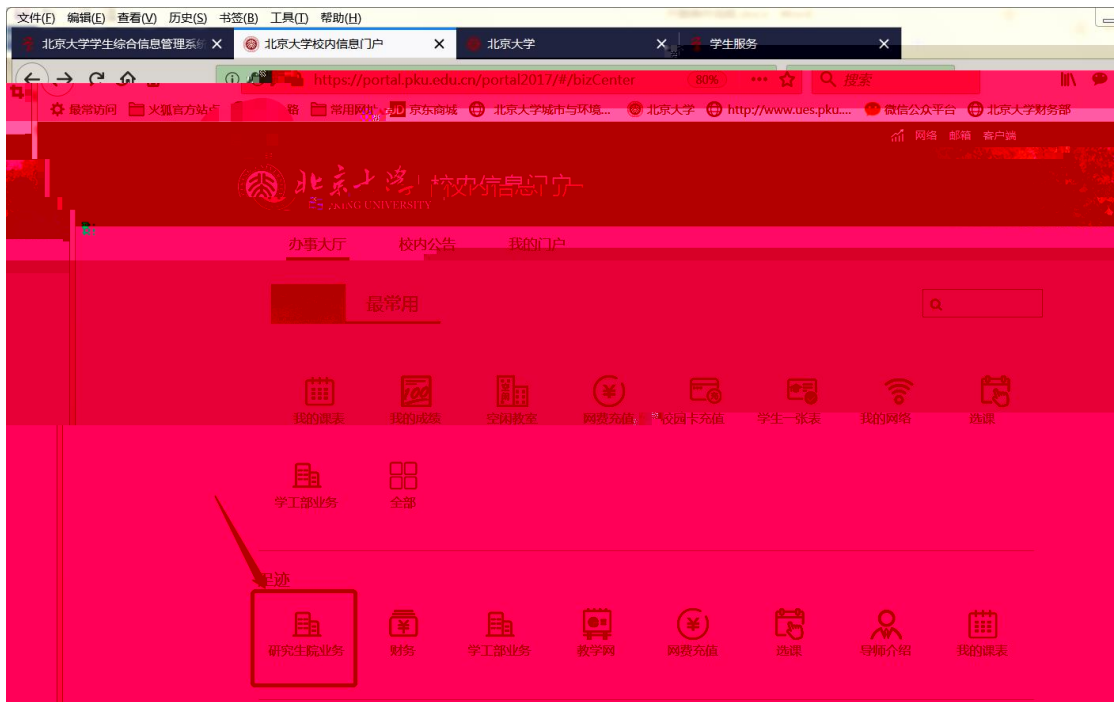 文件(F) 编辑(E) 查看(V) 历史(S) 书签(B) 工具(T) 帮助(H)
北京大学学生综合信息管理系统 北京大学校内信息门户 北京大学 学生服务
https://portal.pku.edu.cn/portal2017/#/bizCenter 80% 搜索
最常访问 火狐官方站点 常用网址 京东商城 北京大学城市与环境... 北京大学 http://www.ues.pku.... 微信公众平台 北京大学财务部
网络 邮箱 客户端
北京大学 校内信息门户
PEKING UNIVERSITY
办事大厅 校内公告 我的门户
最常用
我的课表 我的成绩 空闲教室 网费充值 校园卡充值 学生一张表 我的网络 选课
学工部业务 全部
足迹
研究生院业务 财务 学工部业务 教学网 网费充值 选课 导师介绍 我的课表